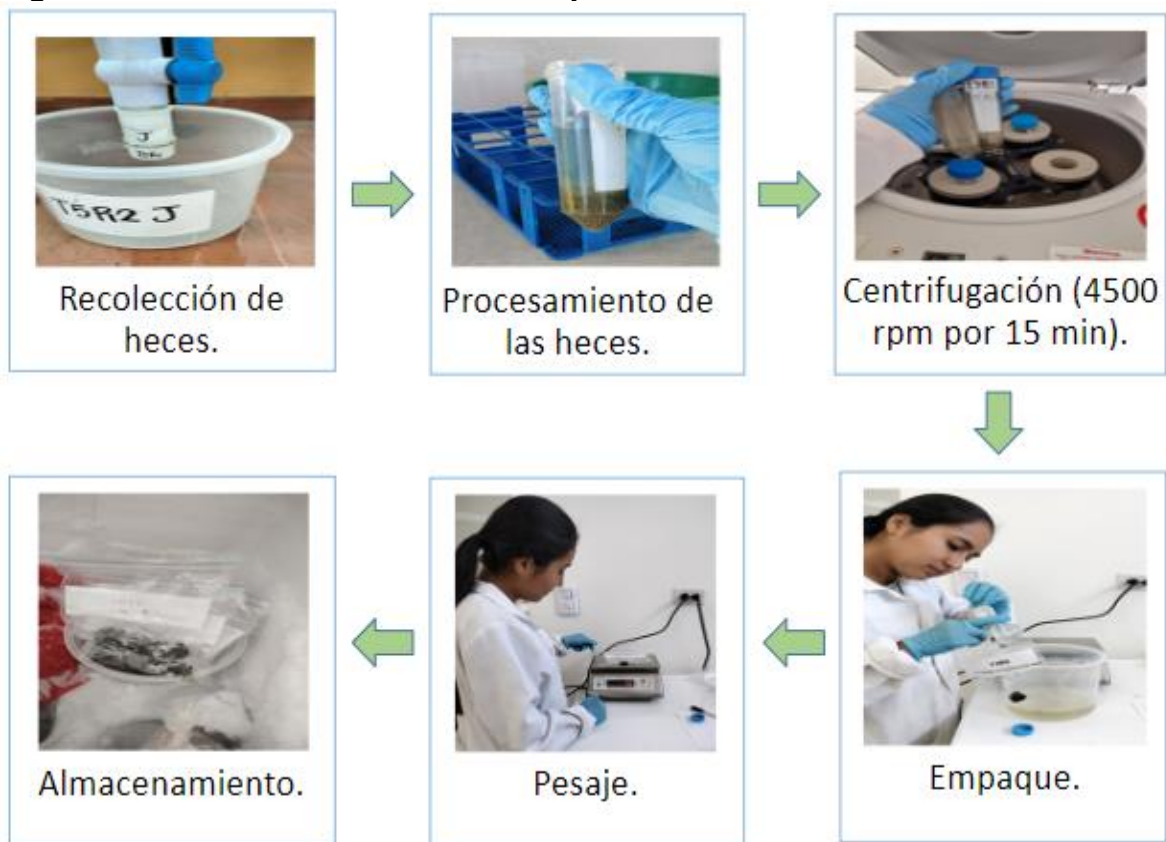 J
T5R2 J
Recolección de
heces.
Procesamiento de
las heces.
Centrifugación (4500
rpm por 15 min).
Almacenamiento.
Pesaje.
Empaque.